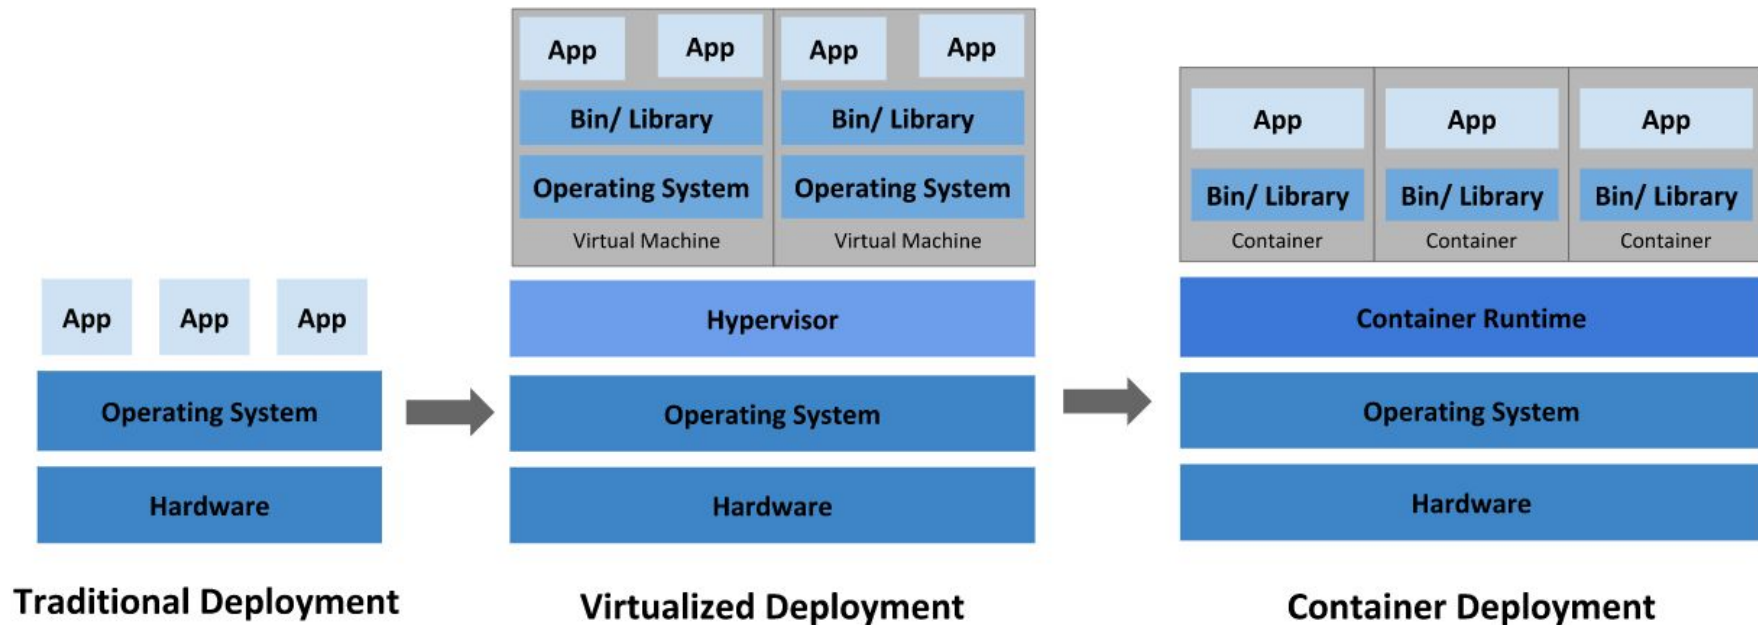 App
App
App
Operating System
Hardware
Traditional Deployment
App
App
Bin/ Library
Operating System
Virtual Machine
App
App
Bin/ Library
Operating System
Virtual Machine
Hypervisor
Operating System
Hardware
Virtualized Deployment
App
Bin/ Library
Container
App
Bin/ Library
Container
App
Bin/ Library
Container
Container Runtime
Operating System
Hardware
Container Deployment